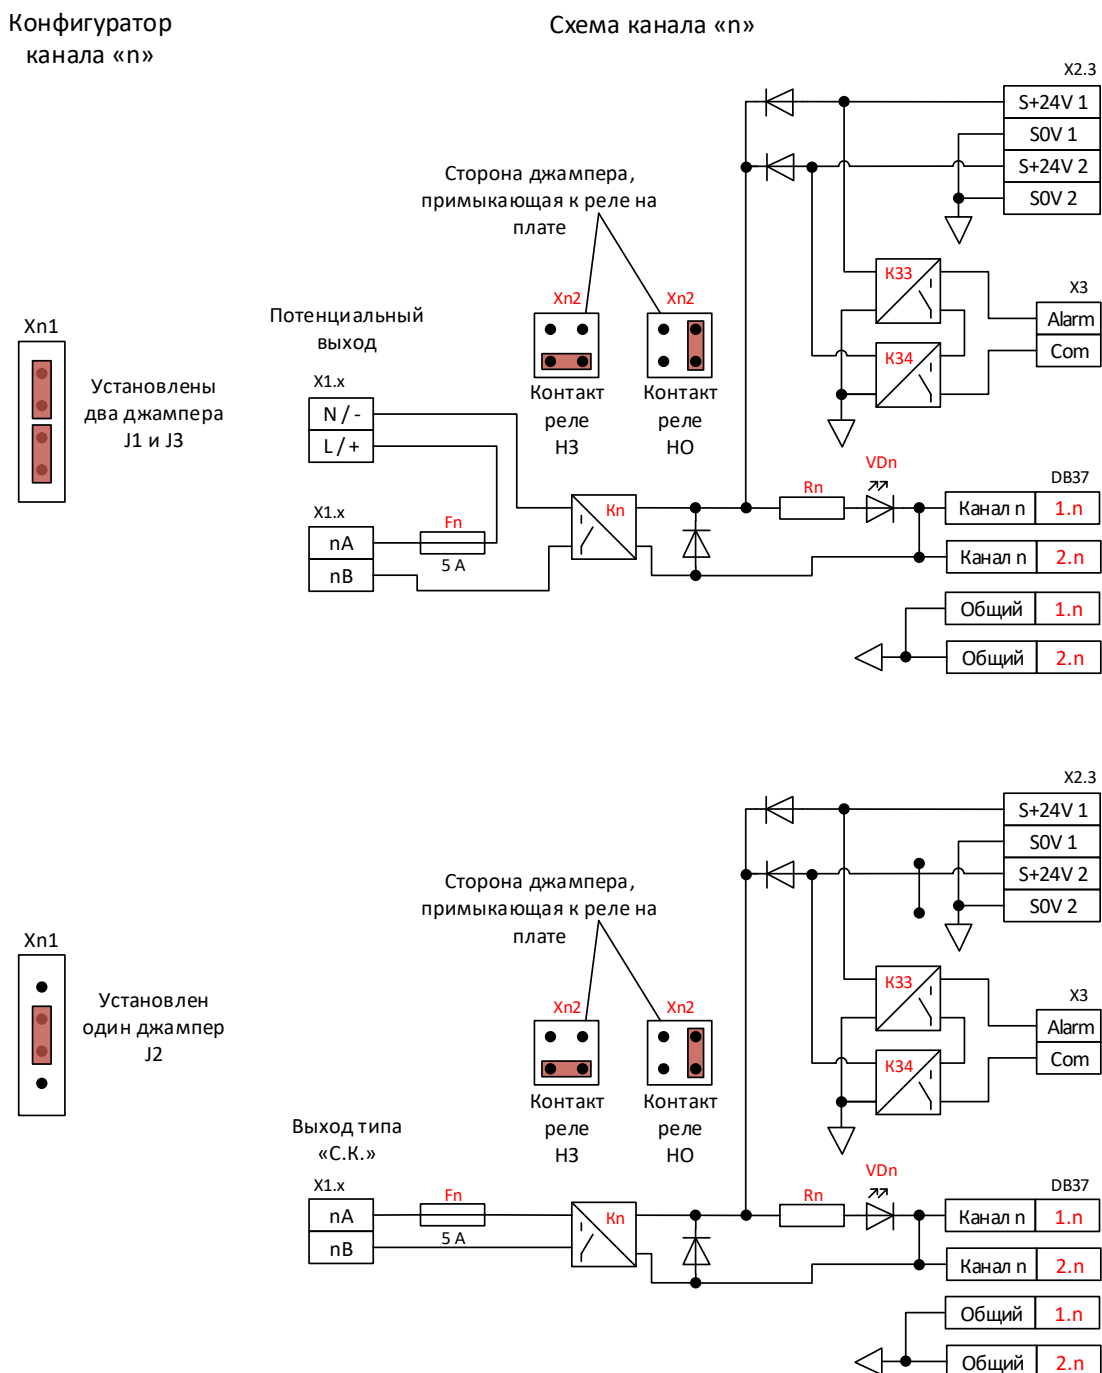 Конфигуратор
канала «n»
Схема канала «n»
X2.3
S+24V 1
S0V 1
S+24V 2
S0V 2
Сторона джампера,
примыкающая к реле на
плате
K33
K34
X3
Alarm
Com
Xn2
Xn2
Контакт
реле
НЗ
Контакт
реле
НО
Xn1
Установлены
два джампера
J1 и J3
Потенциальный
выход
X1.x
N / -
L / +
X1.x
nA
nB
Fn
5 A
Kn
Rn
VDn
DB37
Канал n 1.n
Канал n 2.n
Общий 1.n
Общий 2.n
X2.3
S+24V 1
S0V 1
S+24V 2
S0V 2
Сторона джампера,
примыкающая к реле на
плате
K33
K34
X3
Alarm
Com
Xn2
Xn2
Контакт
реле
НЗ
Контакт
реле
НО
Xn1
Установлен
один джампер
J2
Выход типа
«С.К.»
X1.x
nA
nB
Fn
5 A
Kn
Rn
VDn
DB37
Канал n 1.n
Канал n 2.n
Общий 1.n
Общий 2.n